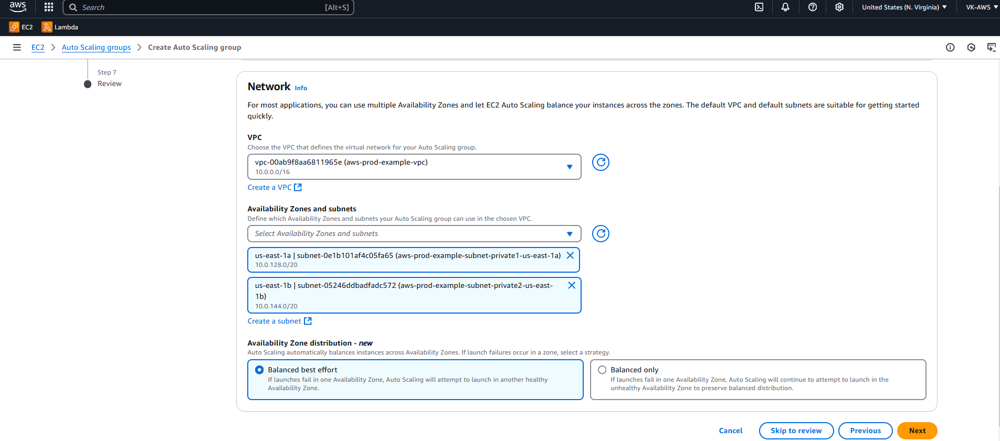 aws
Search
[Alt+S]
United States (N. Virginia)
VK-AWS
EC2
Lambda
EC2
Auto Scaling groups
Create Auto Scaling group
Step 7
Review
Network Info
For most applications, you can use multiple Availability Zones and let EC2 Auto Scaling balance your instances across the zones. The default VPC and default subnets are suitable for getting started
quickly.
VPC
Choose the VPC that defines the virtual network for your Auto Scaling group.
vpc-00ab9f8aa6811965e (aws-prod-example-vpc)
10.0.0.0/16
Create a VPC
Availability Zones and subnets
Define which Availability Zones and subnets your Auto Scaling group can use in the chosen VPC.
Select Availability Zones and subnets
us-east-1a | subnet-0e1b101af4c05fa65 (aws-prod-example-subnet-private1-us-east-1a)
10.0.128.0/20
us-east-1b | subnet-05246ddbadfadc572 (aws-prod-example-subnet-private2-us-east-
1b)
10.0.144.0/20
Create a subnet
Availability Zone distribution - new
Auto Scaling automatically balances instances across Availability Zones. If launch failures occur in a zone, select a strategy.
Balanced best effort
If launches fail in one Availability Zone, Auto Scaling will attempt to launch in another healthy
Availability Zone.
Balanced only
If launches fail in one Availability Zone, Auto Scaling will continue to attempt to launch in the
unhealthy Availability Zone to preserve balanced distribution.
Cancel
Skip to review
Previous
Next